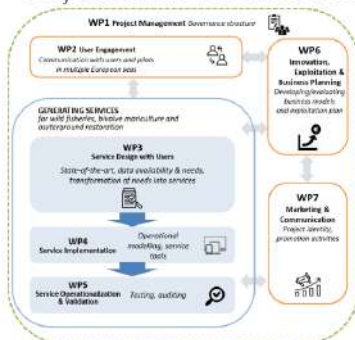 WP1 Project Management Governance structure
WP2 User Engagement
Communication with users and pilots
in multiple European seas
WP6
Innovation,
Exploitation &
Business Planning
Developing/evaluating
business models
and exploitation plan
GENERATING SERVICES
for wild fisheries, bivalve mariculture and
oysterground restoration
WP3
Service Design with Users
State-of-the-art, data availability & needs,
transformation of needs into services
WP4
Service Implementation
Operational
modelling, service
tools
WP5
Service Operationalization
& Validation
Testing, auditing
WP7
Marketing &
Communication
Project identity,
promotion activities